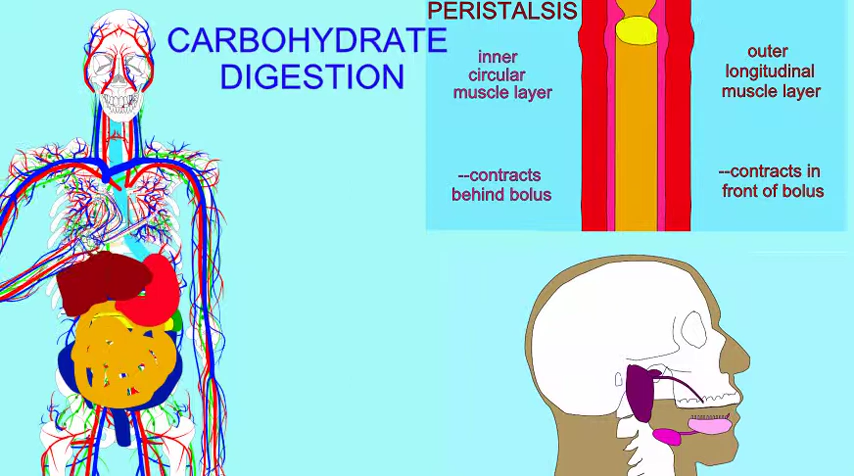 CARBOHYDRATE
DIGESTION
PERISTALSIS
inner
circular
muscle layer
--contracts
behind bolus
outer
longitudinal
muscle layer
--contracts in
front of bolus